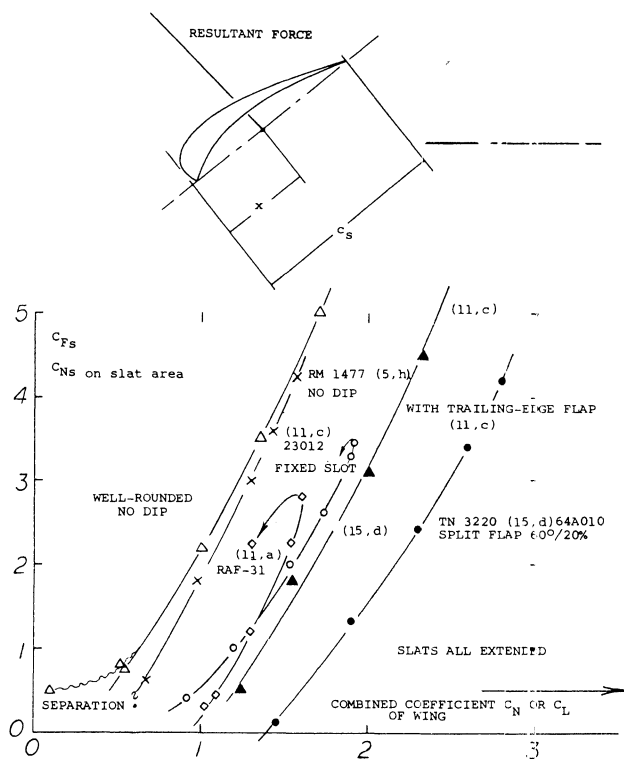 RESULTANT FORCE
x
c_S
5
C_Fs
C_Ns on slat area
(11,c)
4
RM 1477 (5,h)
NO DIP
WITH TRAILING-EDGE FLAP
(11,c)
(11,c)
23012
FIXED SLOT
3
WELL-ROUNDED
NO DIP
(15,d)
TN 3220 (15,d)64A010
SPLIT FLAP 60°/20%
2
(11,a)
RAF-31
1
SLATS ALL EXTENDED
SEPARATION
COMBINED COEFFICIENT C_N OR C_L
OF WING
0
0 1 2 3